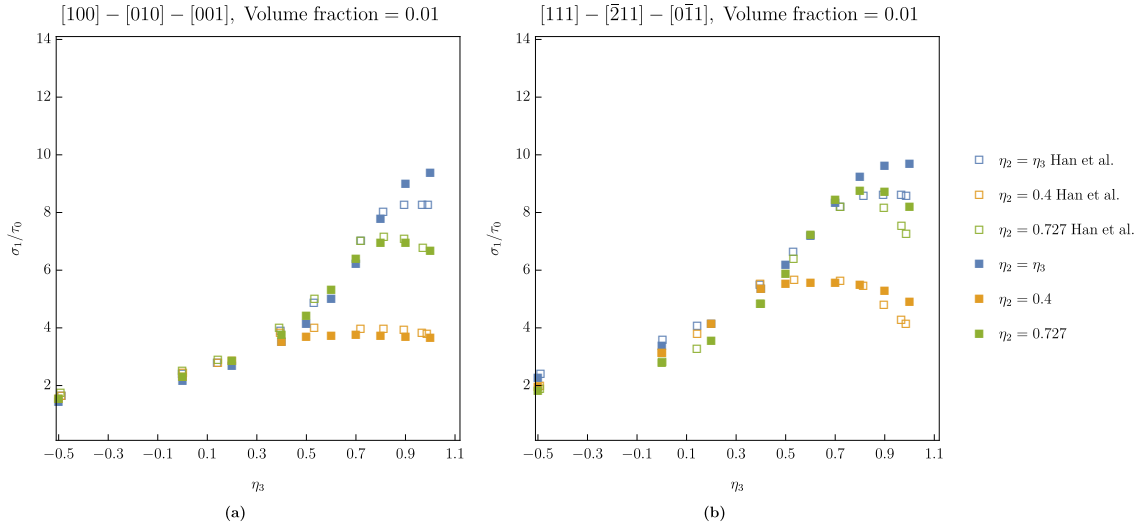 [100] − [010] − [001], Volume fraction = 0.01
14
12
10
8
6
4
2
σ₁/τ₀
−0.5 −0.3 −0.1 0.1 0.3 0.5 0.7 0.9 1.1
η₃
(a)
[111] − [2̅11] − [01̅1], Volume fraction = 0.01
14
12
10
8
6
4
2
σ₁/τ₀
−0.5 −0.3 −0.1 0.1 0.3 0.5 0.7 0.9 1.1
η₃
(b)
η₂ = η₃ Han et al.
η₂ = 0.4 Han et al.
η₂ = 0.727 Han et al.
η₂ = η₃
η₂ = 0.4
η₂ = 0.727